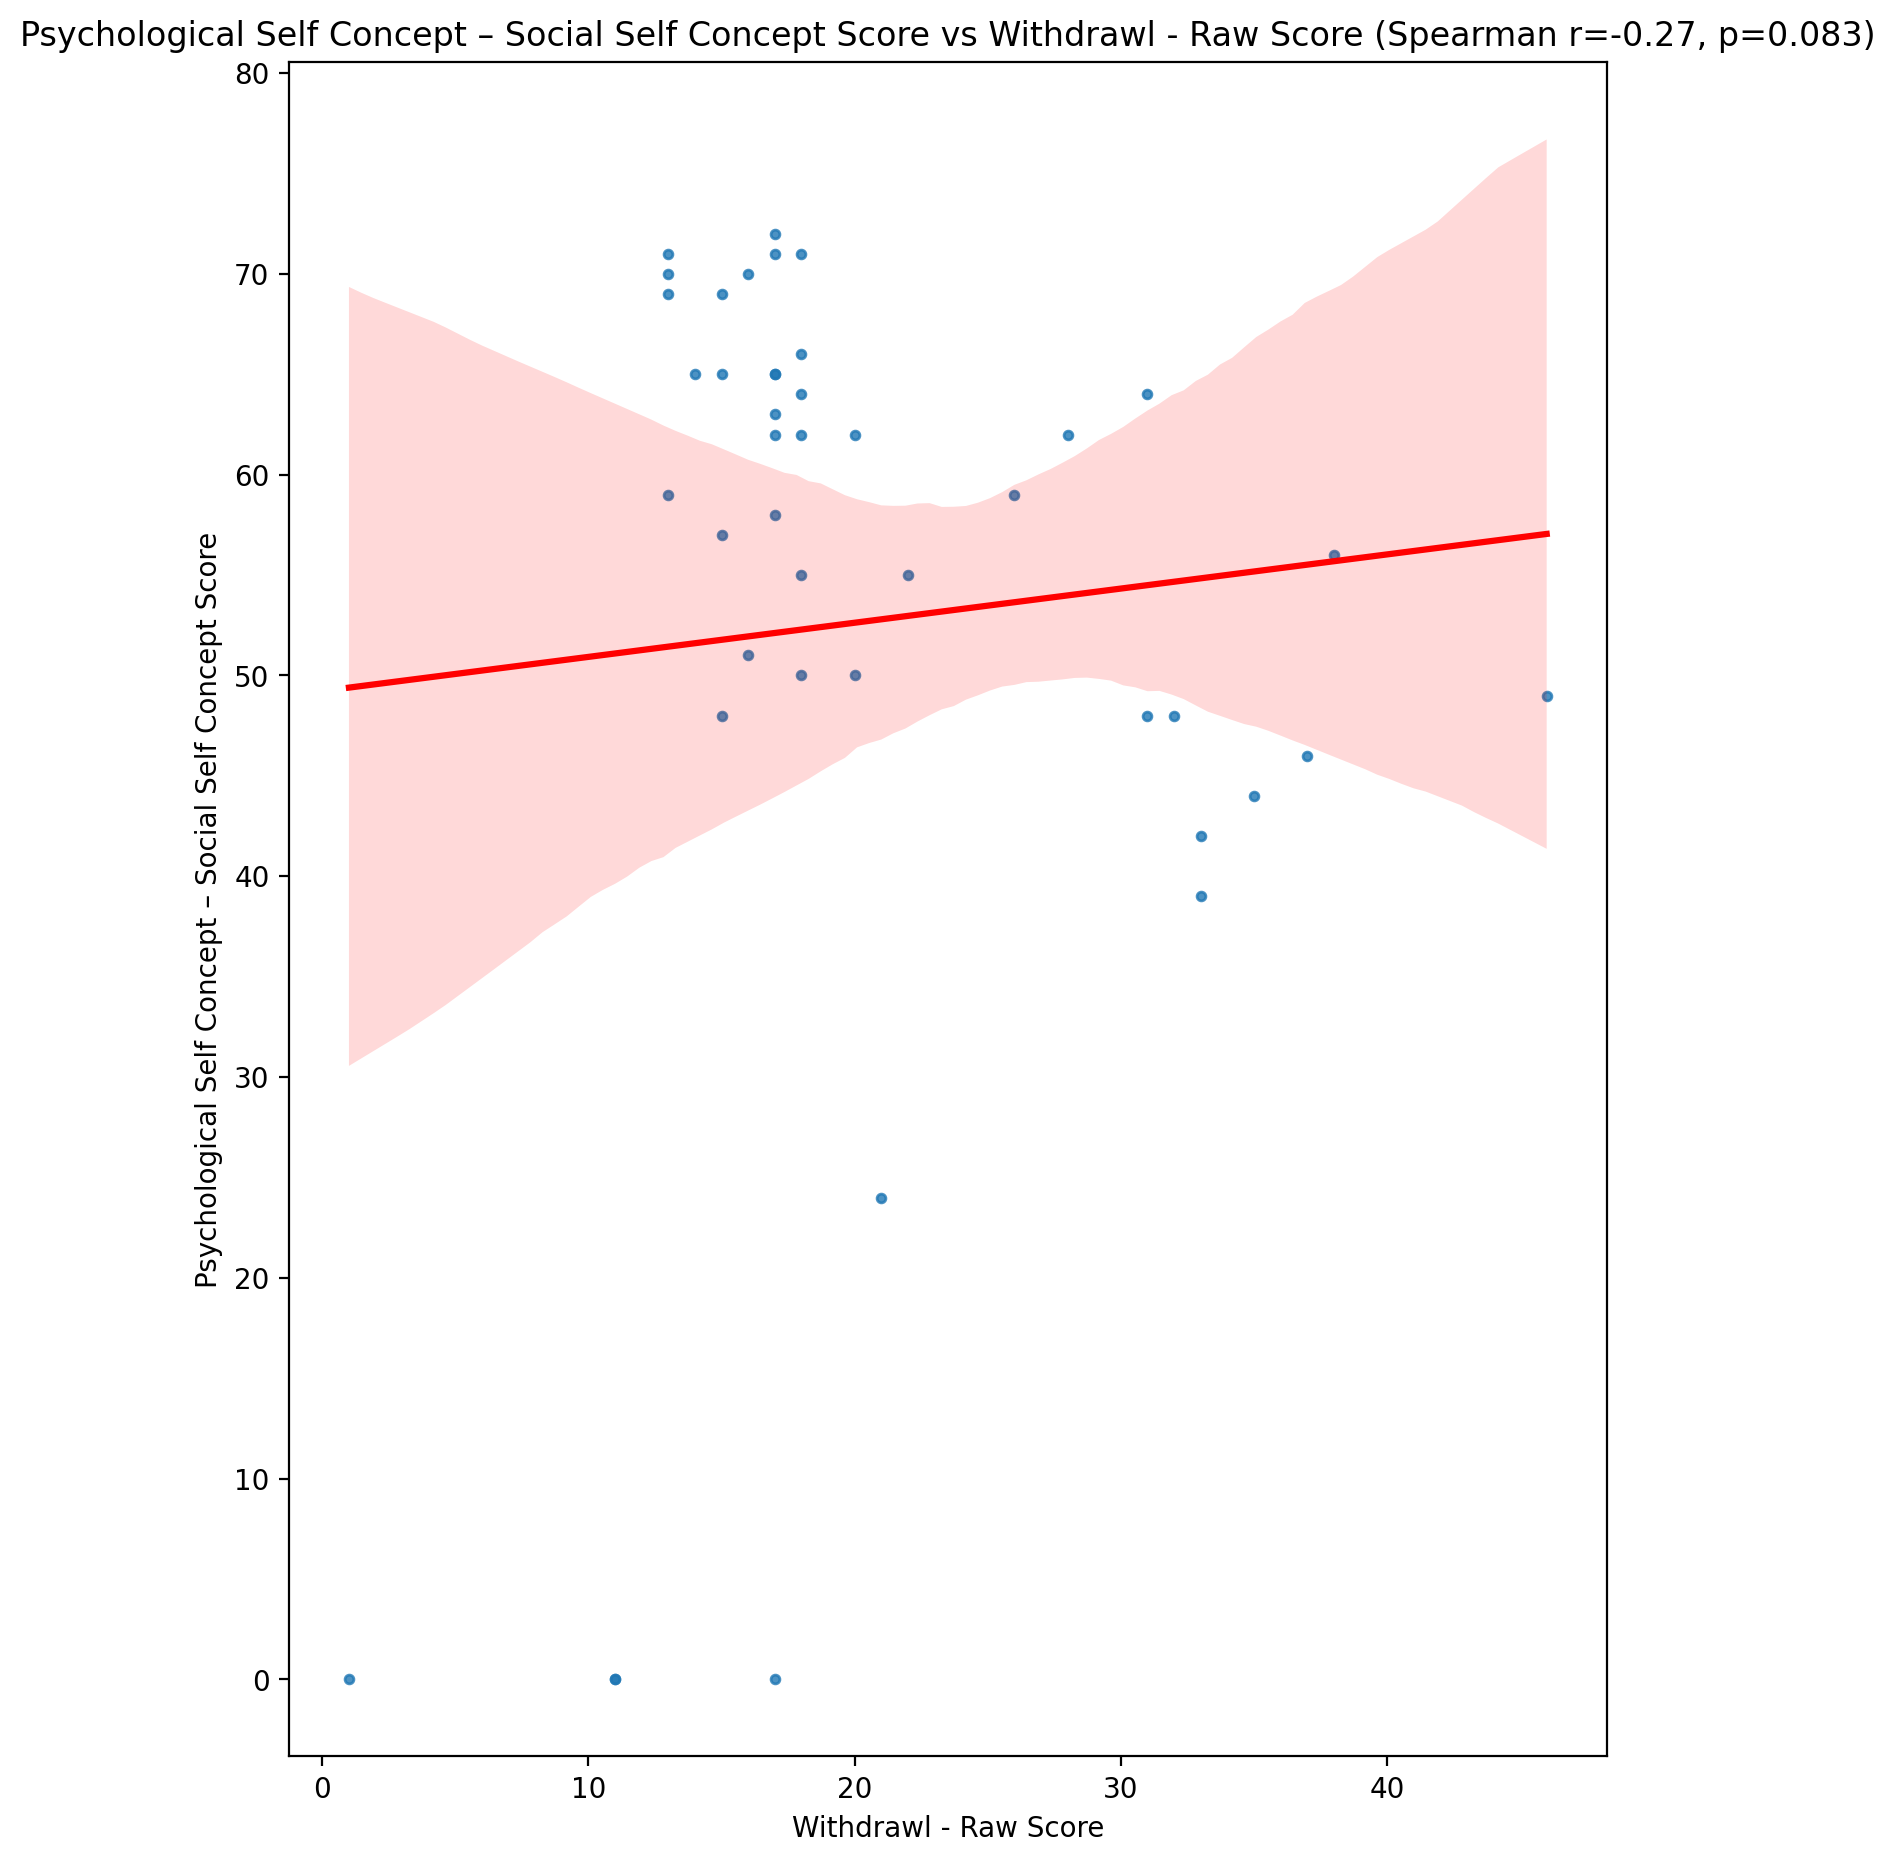 Psychological Self Concept – Social Self Concept Score vs Withdrawl - Raw Score (Spearman r=-0.27, p=0.083)
80
70
60
50
40
30
20
10
0
Psychological Self Concept – Social Self Concept Score
0 10 20 30 40
Withdrawl - Raw Score